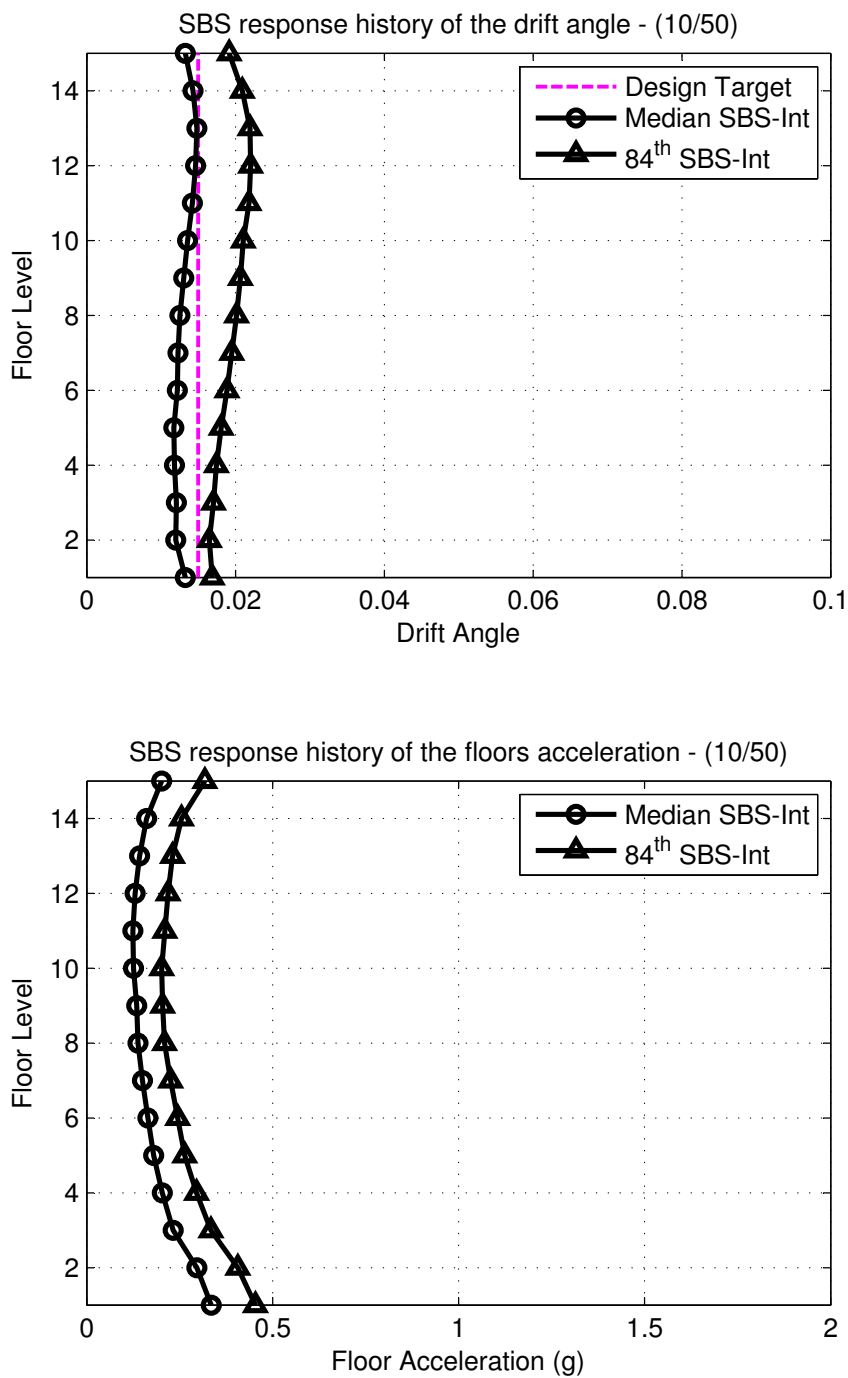 SBS response history of the drift angle - (10/50)
14
12
10
8
6
4
2
Floor Level
Design Target
Median SBS-Int
84th SBS-Int
0
0.02
0.04
0.06
0.08
0.1
Drift Angle
SBS response history of the floors acceleration - (10/50)
14
12
10
8
6
4
2
Floor Level
Median SBS-Int
84th SBS-Int
0
0.5
1
1.5
2
Floor Acceleration (g)